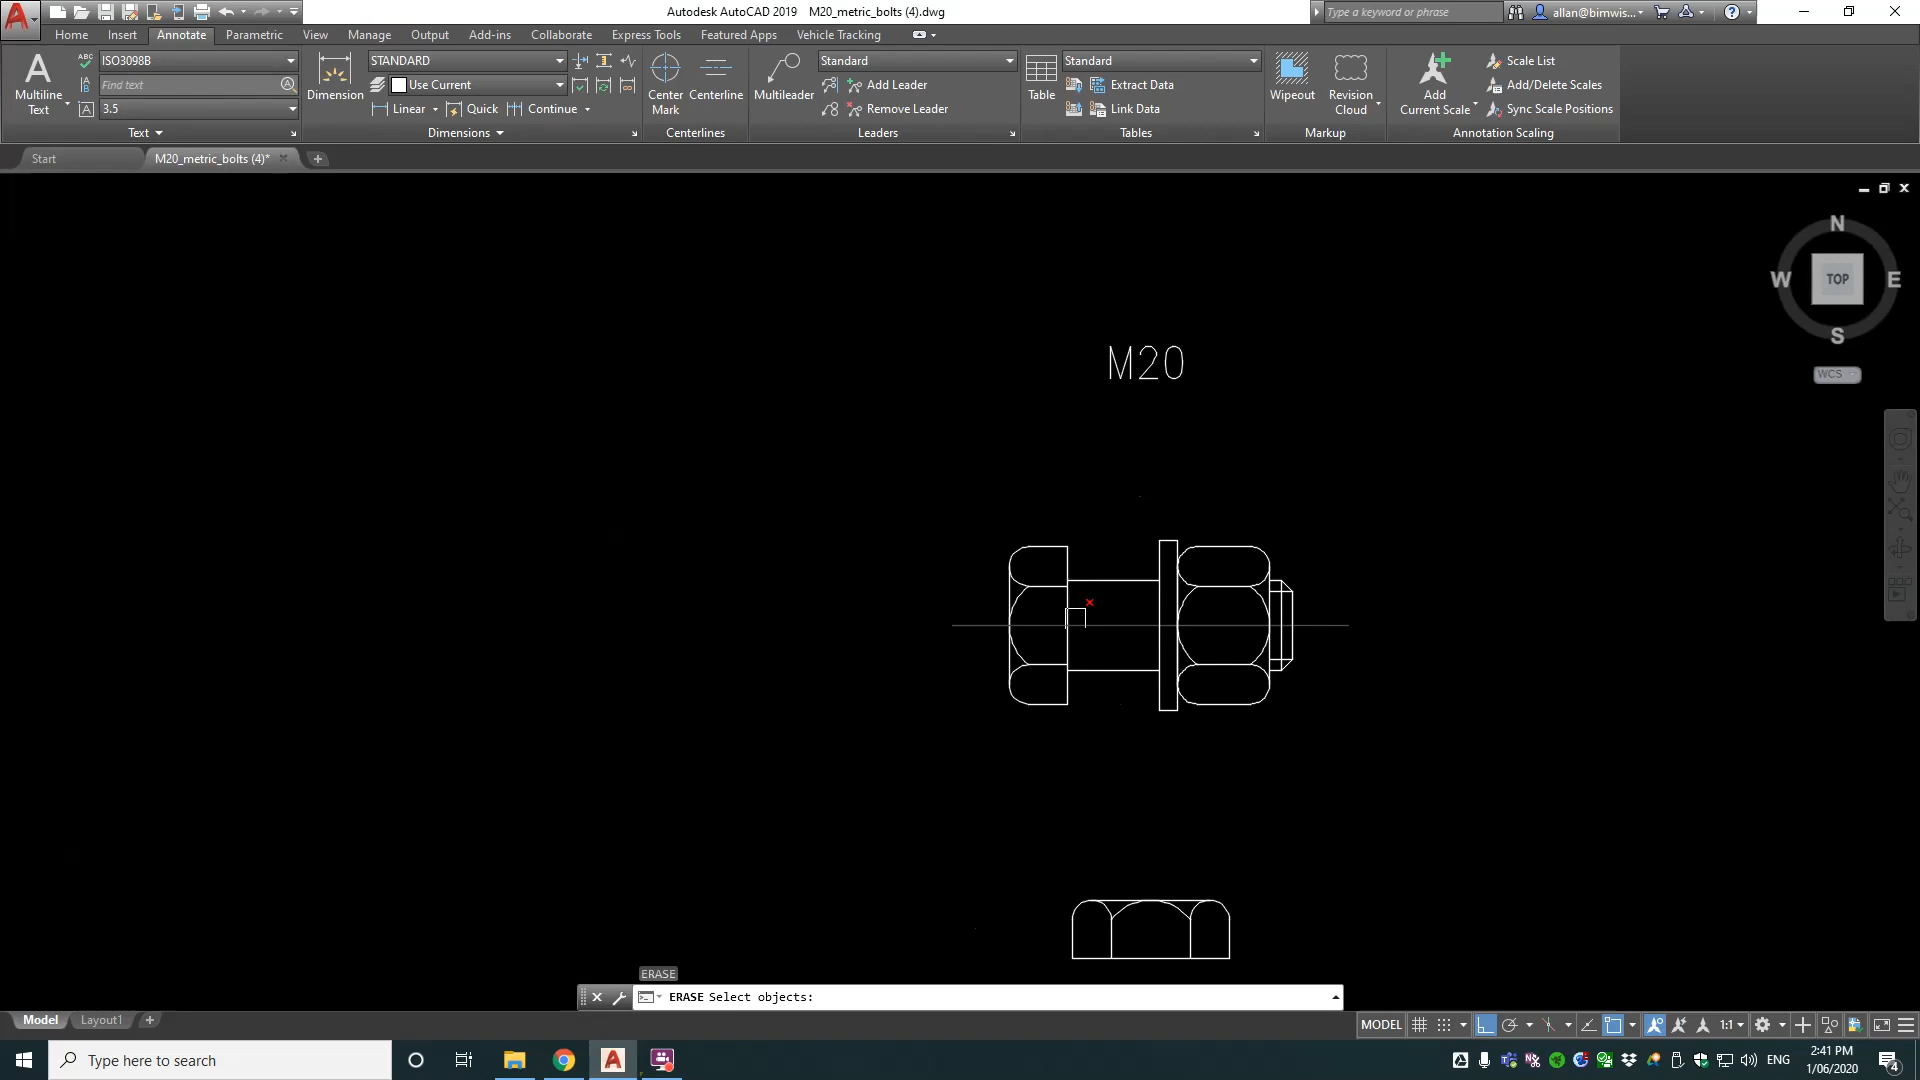 Autodesk AutoCAD 2019 M20_metric_bolts (4).dwg
Type a keyword or phrase
allan@bimwis...
Home Insert Annotate Parametric View Manage Output Add-ins Collaborate Express Tools Featured Apps Vehicle Tracking
Multiline Text
ABC
ISO3098B
Find text
3.5
Text
Dimension
STANDARD
Use Current
Linear Quick Continue
Dimensions
Center Mark
Centerline
Centerlines
Multileader
Standard
Add Leader
Remove Leader
Leaders
Table
Standard
Extract Data
Link Data
Tables
Wipeout
Revision Cloud
Markup
Add Current Scale
Scale List
Add/Delete Scales
Sync Scale Positions
Annotation Scaling
Start M20_metric_bolts (4)*
N
W TOP E
S
WCS
M20
ERASE
ERASE Select objects:
Model Layout1
MODEL 1:1
Type here to search
ENG
2:41 PM
1/06/2020
4